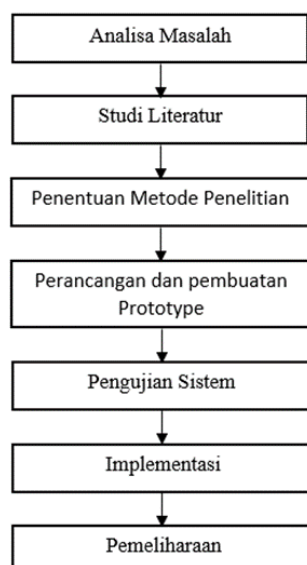 Analisa Masalah
Studi Literatur
Penentuan Metode Penelitian
Perancangan dan pembuatan
Prototype
Pengujian Sistem
Implementasi
Pemeliharaan